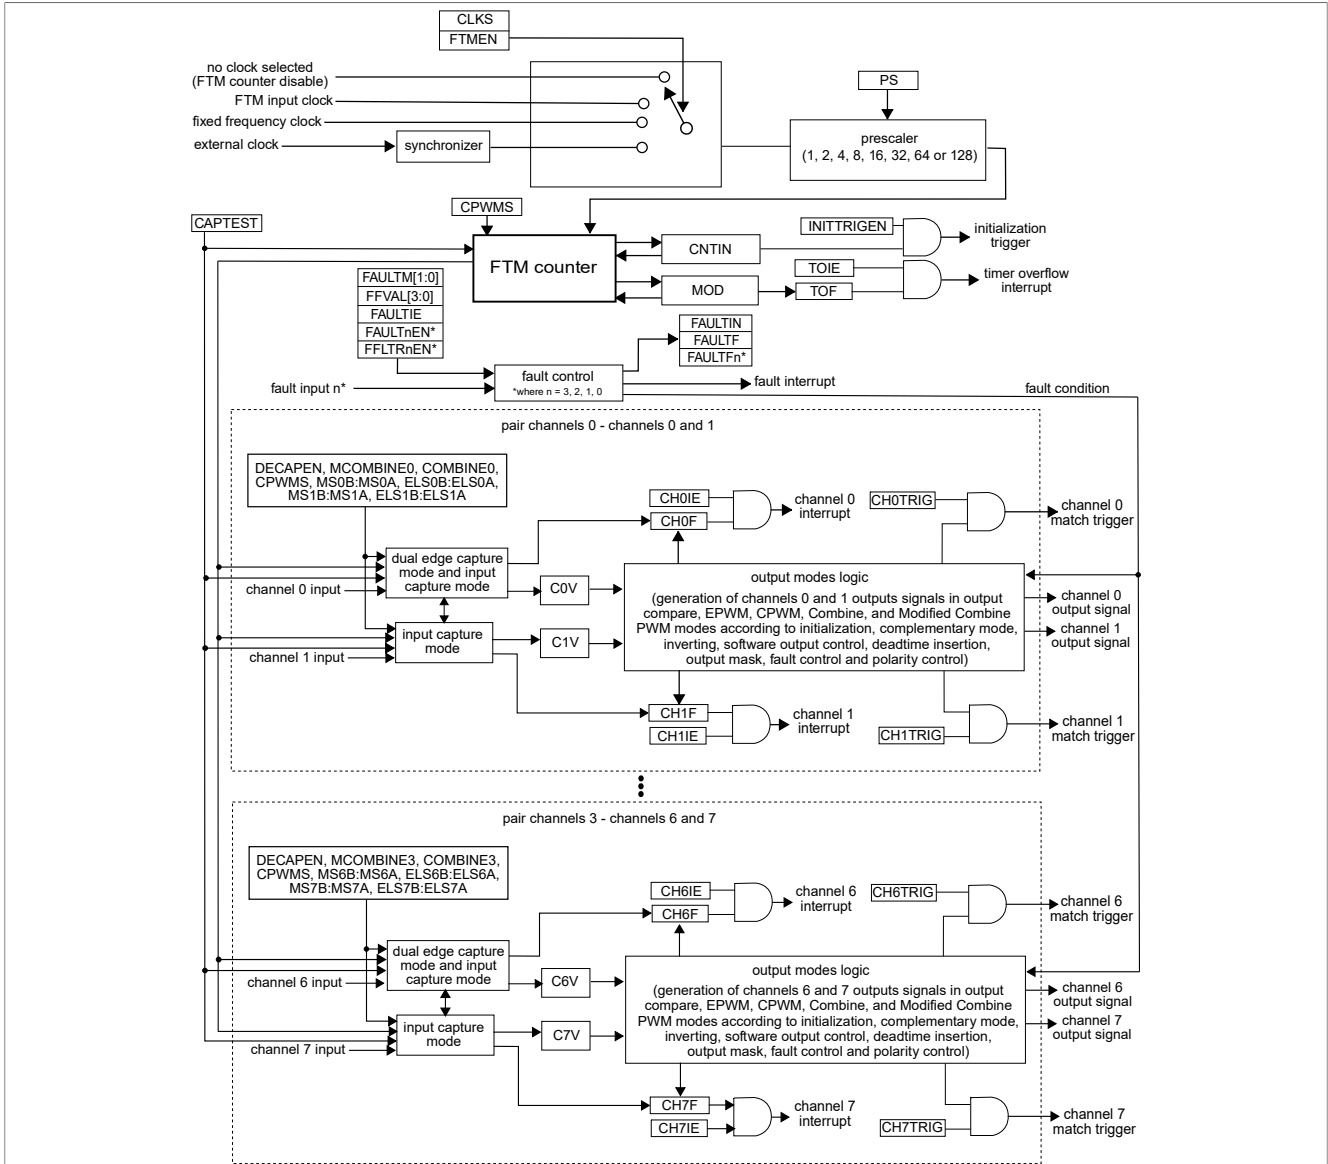 CLKS
FTMEN
no clock selected
(FTM counter disable)
FTM input clock
fixed frequency clock
external clock
synchronizer
PS
prescaler
(1, 2, 4, 8, 16, 32, 64 or 128)
CPWMS
CAPTEST
FTM counter
CNTIN
MOD
INITTRIGEN
initialization
trigger
TOIE
TOF
timer overflow
interrupt
FAULTM[1:0]
FFVAL[3:0]
FAULTIE
FAULTnEN*
FFLTRnEN*
FAULTIN
FAULTF
FAULTFn*
fault input n*
fault control
*where n = 3, 2, 1, 0
fault interrupt
fault condition
pair channels 0 - channels 0 and 1
DECAPEN, MCOMBINE0, COMBINE0,
CPWMS, MS0B:MS0A, ELS0B:ELS0A,
MS1B:MS1A, ELS1B:ELS1A
CH0IE
CH0F
channel 0
interrupt
CH0TRIG
channel 0
match trigger
dual edge capture
mode and input
capture mode
channel 0 input
C0V
input capture
mode
channel 1 input
C1V
output modes logic
(generation of channels 0 and 1 outputs signals in output
compare, EPWM, CPWM, Combine, and Modified Combine
PWM modes according to initialization, complementary mode,
inverting, software output control, deadtime insertion,
output mask, fault control and polarity control)
channel 0
output signal
channel 1
output signal
CH1F
CH1IE
channel 1
interrupt
CH1TRIG
channel 1
match trigger
pair channels 3 - channels 6 and 7
DECAPEN, MCOMBINE3, COMBINE3,
CPWMS, MS6B:MS6A, ELS6B:ELS6A,
MS7B:MS7A, ELS7B:ELS7A
CH6IE
CH6F
channel 6
interrupt
CH6TRIG
channel 6
match trigger
dual edge capture
mode and input
capture mode
channel 6 input
C6V
input capture
mode
channel 7 input
C7V
output modes logic
(generation of channels 6 and 7 outputs signals in output
compare, EPWM, CPWM, Combine, and Modified Combine
PWM modes according to initialization, complementary mode,
inverting, software output control, deadtime insertion,
output mask, fault control and polarity control)
channel 6
output signal
channel 7
output signal
CH7F
CH7IE
channel 7
interrupt
CH7TRIG
channel 7
match trigger